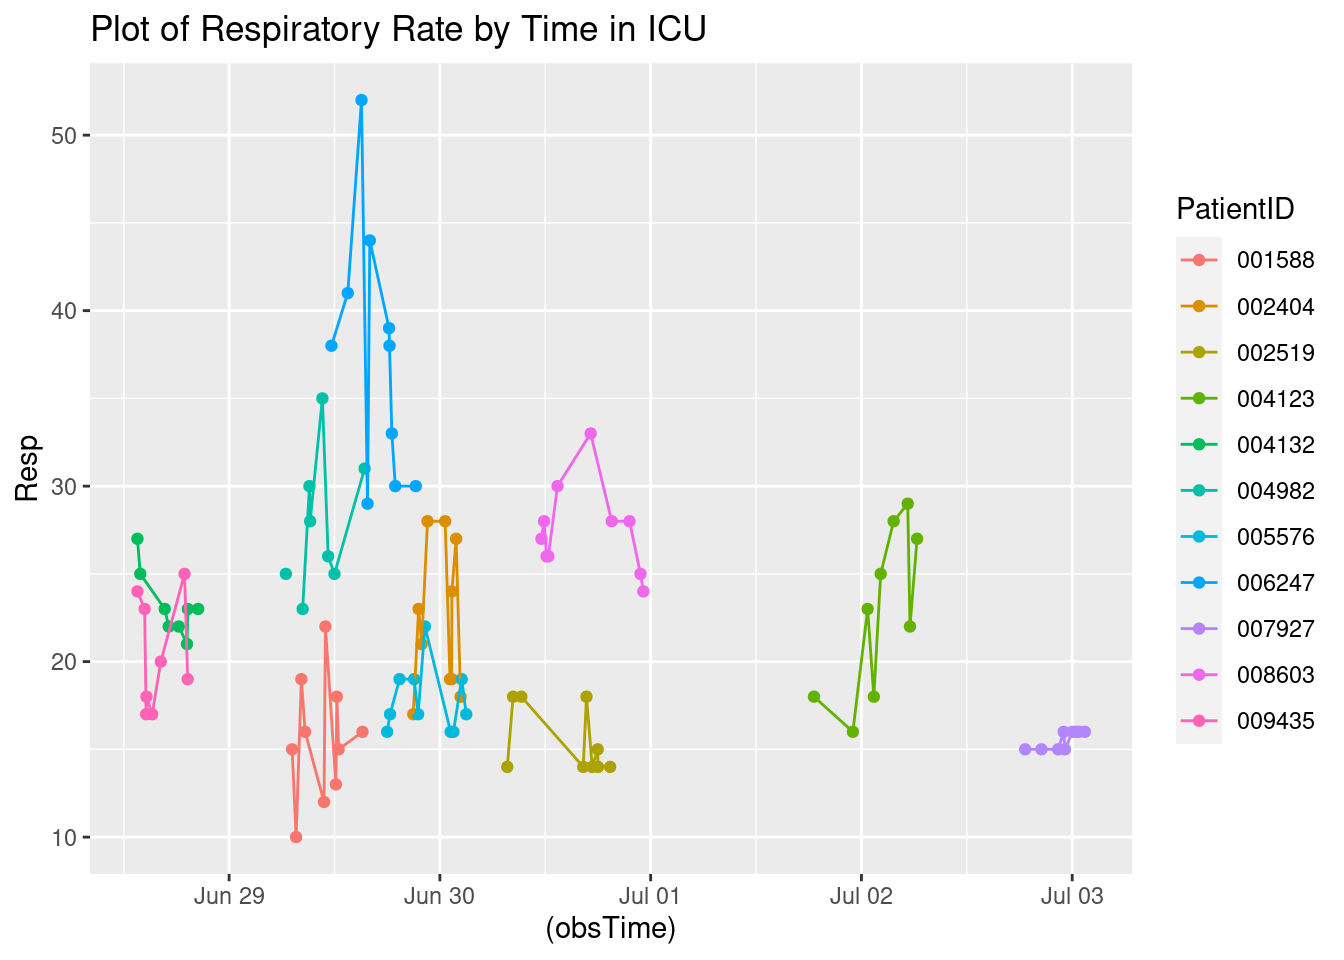 Plot of Respiratory Rate by Time in ICU
50
40
30
20
10
Resp
Jun 29
Jun 30
Jul 01
Jul 02
Jul 03
(obsTime)
PatientID
001588
002404
002519
004123
004132
004982
005576
006247
007927
008603
009435